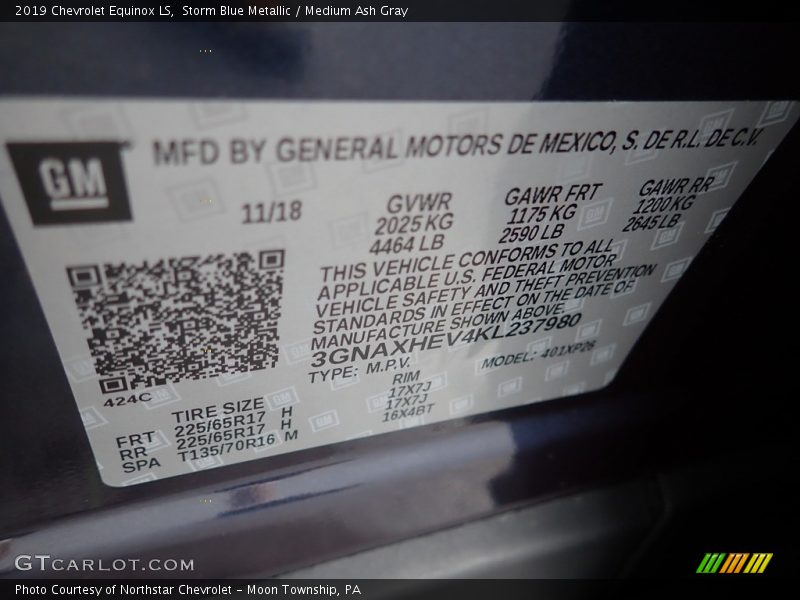 2019 Chevrolet Equinox LS,  Storm Blue Metallic / Medium Ash Gray
GM
MFD BY GENERAL MOTORS DE MEXICO, S. DE R.L. DE C.V.
11/18
GVWR
2025 KG
4464 LB
GAWR FRT
1175 KG
2590 LB
GAWR RR
1200 KG
2645 LB
THIS VEHICLE CONFORMS TO ALL
APPLICABLE U.S. FEDERAL MOTOR
VEHICLE SAFETY AND THEFT PREVENTION
STANDARDS IN EFFECT ON THE DATE OF
MANUFACTURE SHOWN ABOVE.
3GNAXHEV4KL237980
TYPE: M.P.V.
MODEL: 401XP26
424C
TIRE SIZE
RIM
FRT 225/65R17 H 17X7J
RR 225/65R17 H 17X7J
SPA T135/70R16 M 16X4BT
GTCARLOT.COM
Photo Courtesy of Northstar Chevrolet – Moon Township, PA